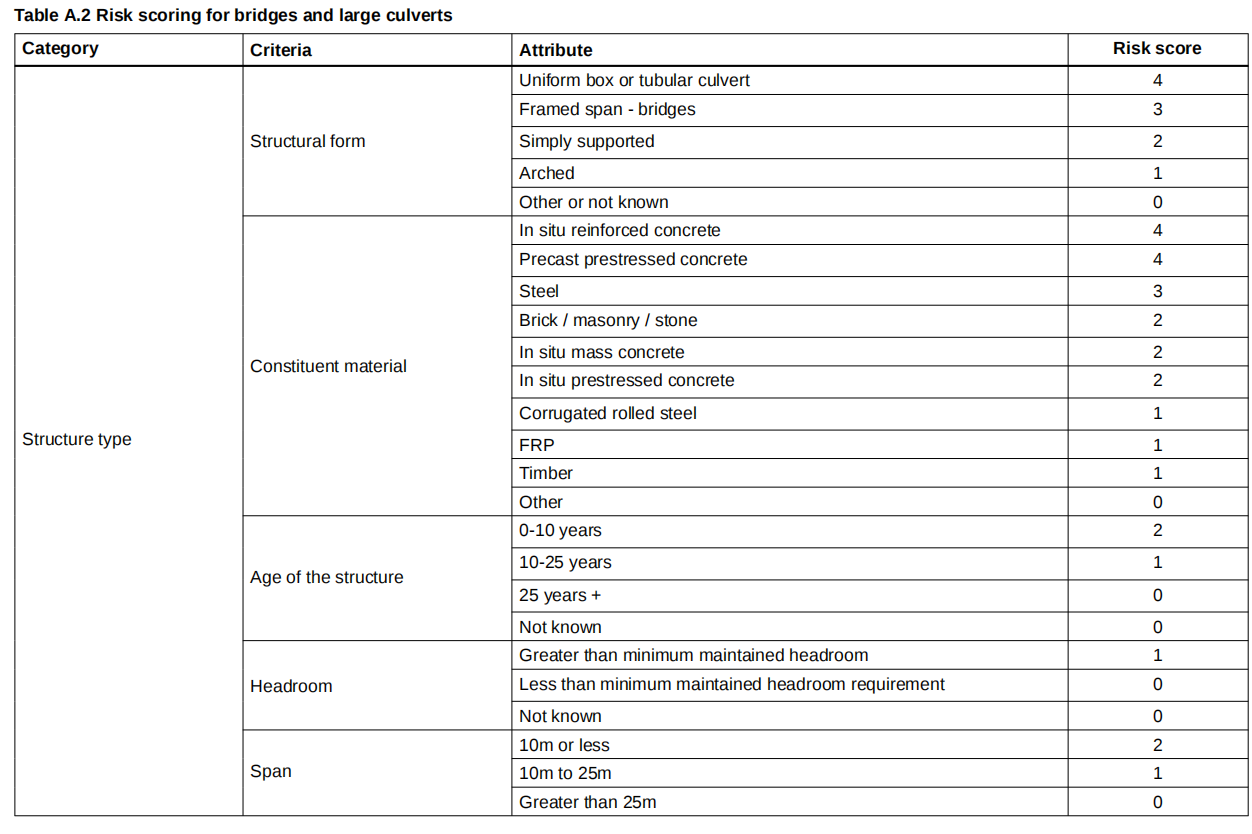 Table A.2 Risk scoring for bridges and large culverts
Category Criteria Attribute Risk score
Structure type
Structural form
Uniform box or tubular culvert 4
Framed span - bridges 3
Simply supported 2
Arched 1
Other or not known 0
Constituent material
In situ reinforced concrete 4
Precast prestressed concrete 4
Steel 3
Brick / masonry / stone 2
In situ mass concrete 2
In situ prestressed concrete 2
Corrugated rolled steel 1
FRP 1
Timber 1
Other 0
Age of the structure
0-10 years 2
10-25 years 1
25 years + 0
Not known 0
Headroom
Greater than minimum maintained headroom 1
Less than minimum maintained headroom requirement 0
Not known 0
Span
10m or less 2
10m to 25m 1
Greater than 25m 0